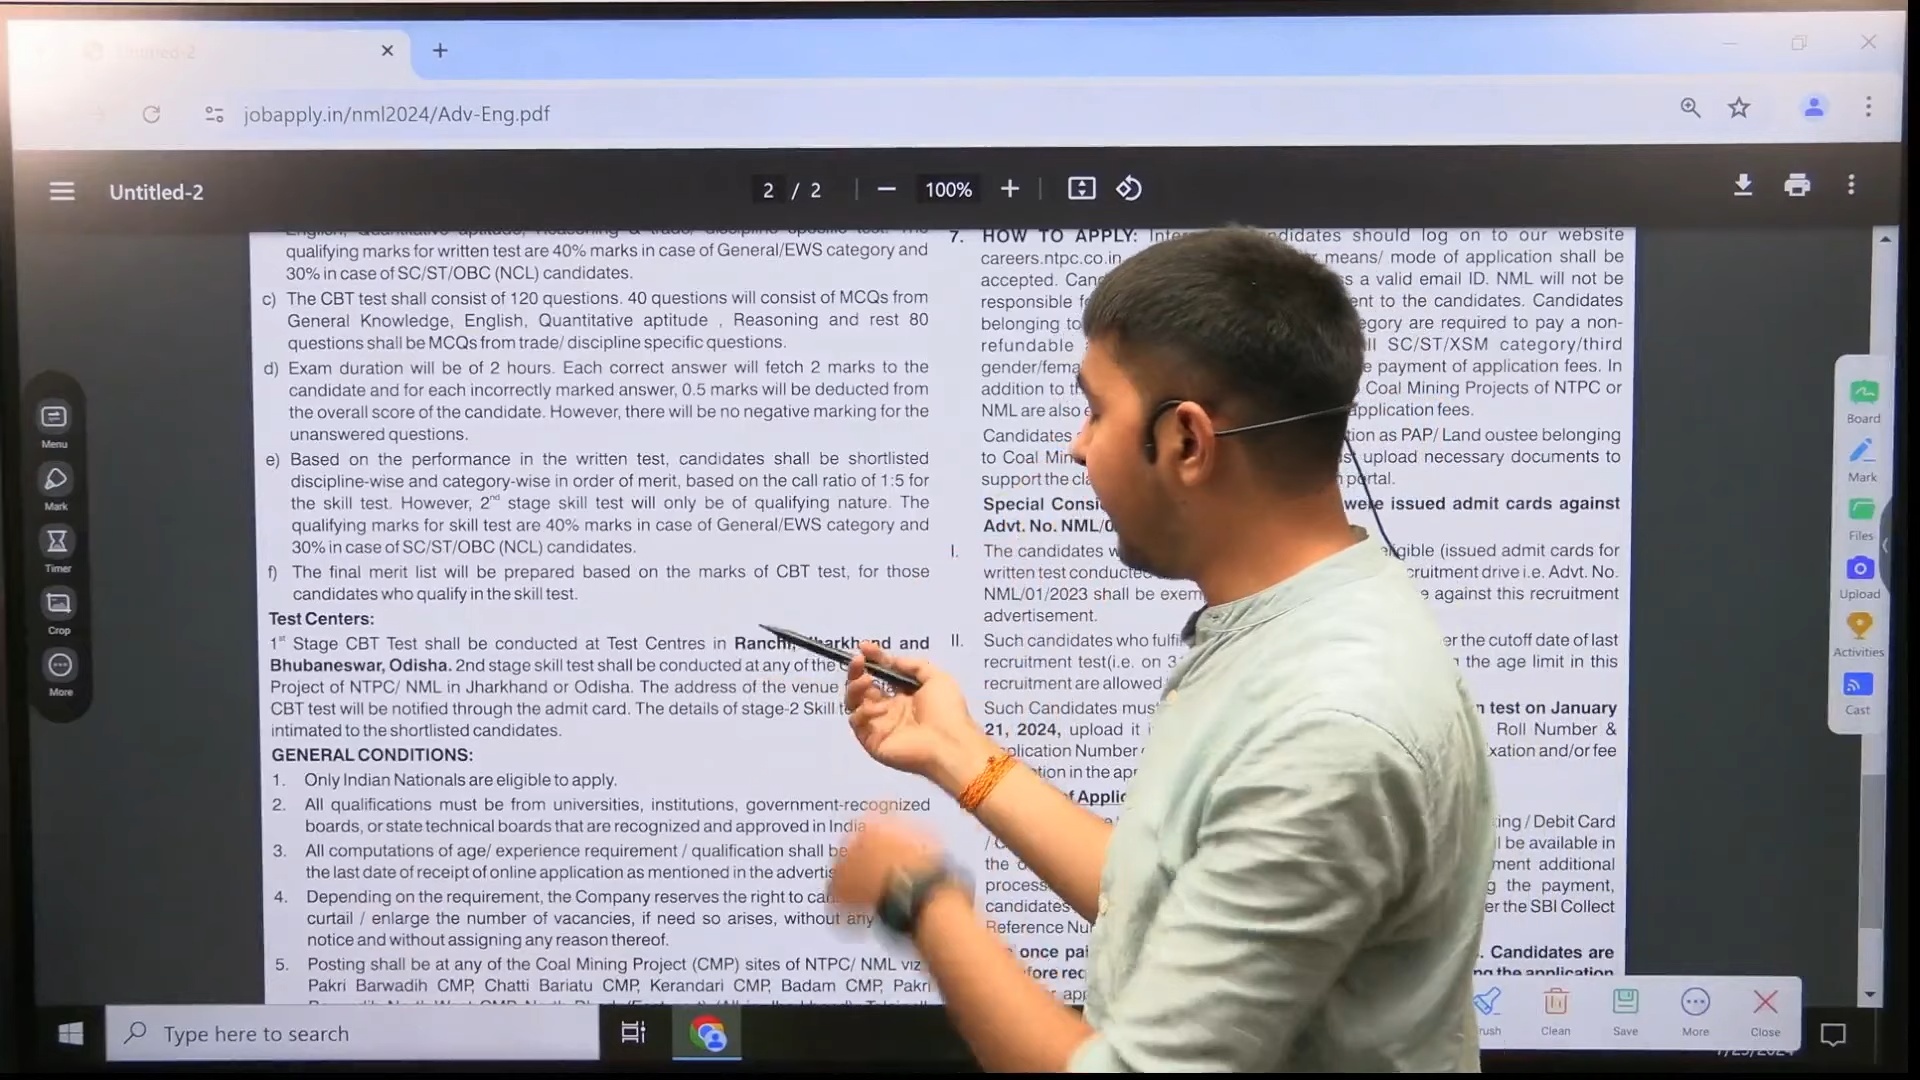 Untitled-2
jobapply.in/nml2024/Adv-Eng.pdf
Untitled-2
2 / 2
100%
English, Quantitative aptitude, Reasoning & trade/ discipline specific test. The
qualifying marks for written test are 40% marks in case of General/EWS category and
30% in case of SC/ST/OBC (NCL) candidates.
c) The CBT test shall consist of 120 questions. 40 questions will consist of MCQs from
General Knowledge, English, Quantitative aptitude , Reasoning and rest 80
questions shall be MCQs from trade/ discipline specific questions.
d) Exam duration will be of 2 hours. Each correct answer will fetch 2 marks to the
candidate and for each incorrectly marked answer, 0.5 marks will be deducted from
the overall score of the candidate. However, there will be no negative marking for the
unanswered questions.
e) Based on the performance in the written test, candidates shall be shortlisted
discipline-wise and category-wise in order of merit, based on the call ratio of 1:5 for
the skill test. However, 2nd stage skill test will only be of qualifying nature. The
qualifying marks for skill test are 40% marks in case of General/EWS category and
30% in case of SC/ST/OBC (NCL) candidates.
f) The final merit list will be prepared based on the marks of CBT test, for those
candidates who qualify in the skill test.
Test Centers:
1st Stage CBT Test shall be conducted at Test Centres in Ranchi, Jharkhand and
Bhubaneswar, Odisha. 2nd stage skill test shall be conducted at any of the
Project of NTPC/ NML in Jharkhand or Odisha. The address of the venue
CBT test will be notified through the admit card. The details of stage-2 Skill
intimated to the shortlisted candidates.
GENERAL CONDITIONS:
1. Only Indian Nationals are eligible to apply.
2. All qualifications must be from universities, institutions, government-recognized
boards, or state technical boards that are recognized and approved in India
3. All computations of age/ experience requirement / qualification shall be
the last date of receipt of online application as mentioned in the
4. Depending on the requirement, the Company reserves the right to
curtail / enlarge the number of vacancies, if need so arises, without any
notice and without assigning any reason thereof.
5. Posting shall be at any of the Coal Mining Project (CMP) sites of NTPC/ NML viz
Pakri Barwadih CMP, Chatti Bariatu CMP, Kerandari CMP, Badam CMP, Pakri
7. HOW TO APPLY: candidates should log on to our website
careers.ntpc.co.in means/ mode of application shall be
accepted. a valid email ID. NML will not be
responsible to the candidates. Candidates
belonging to are required to pay a non-
refundable SC/ST/XSM category/third
payment of application fees. In
addition to Coal Mining Projects of NTPC or
NML are also application fees.
Candidates as PAP/ Land oustee belonging
to Coal upload necessary documents to
support the portal.
Special were issued admit cards against
Advt. No.
I. The candidates (issued admit cards for
written test conducted drive i.e. Advt. No.
NML/01/2023 shall be against this recruitment
advertisement.
II. Such candidates who the cutoff date of last
recruitment test(i.e. on the age limit in this
recruitment are allowed
Such Candidates test on January
21, 2024, upload it Roll Number &
Number and/or fee
in the
of
/ Debit Card
be available in
the additional
the payment,
candidates the SBI Collect
Reference
once Candidates are
the application
Menu
Mark
Timer
Crop
More
Board
Mark
Files
Upload
Activities
Cast
Clean
Save
More
Close
Type here to search